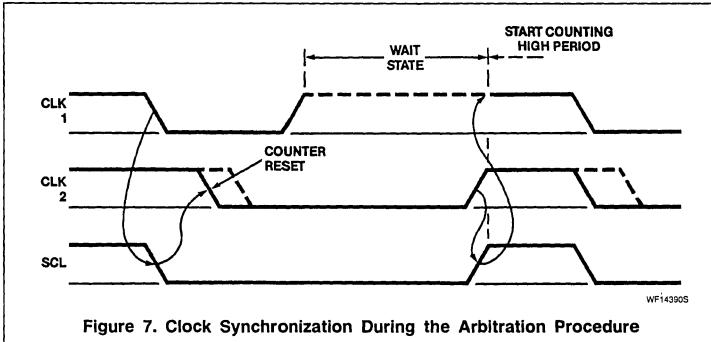 START COUNTING
HIGH PERIOD
WAIT
STATE
CLK
1
COUNTER
RESET
CLK
2
SCL
WF14390S
Figure 7. Clock Synchronization During the Arbitration Procedure